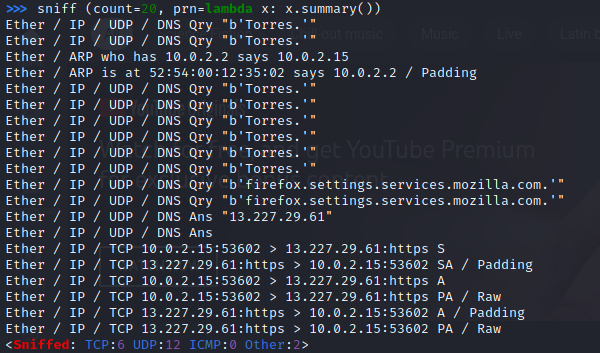 >>> sniff (count=20, prn=lambda x: x.summary())
Ether / IP / UDP / DNS Qry "b'Torres.'"
Ether / IP / UDP / DNS Qry "b'Torres.'"
Ether / ARP who has 10.0.2.2 says 10.0.2.15
Ether / ARP is at 52:54:00:12:35:02 says 10.0.2.2 / Padding
Ether / IP / UDP / DNS Qry "b'Torres.'"
Ether / IP / UDP / DNS Qry "b'Torres.'"
Ether / IP / UDP / DNS Qry "b'Torres.'"
Ether / IP / UDP / DNS Qry "b'Torres.'"
Ether / IP / UDP / DNS Qry "b'Torres.'"
Ether / IP / UDP / DNS Qry "b'Torres.'"
Ether / IP / UDP / DNS Qry "b'firefox.settings.services.mozilla.com.'"
Ether / IP / UDP / DNS Qry "b'firefox.settings.services.mozilla.com.'"
Ether / IP / UDP / DNS Ans "13.227.29.61"
Ether / IP / UDP / DNS Ans
Ether / IP / TCP 10.0.2.15:53602 > 13.227.29.61:https S
Ether / IP / TCP 13.227.29.61:https > 10.0.2.15:53602 SA / Padding
Ether / IP / TCP 10.0.2.15:53602 > 13.227.29.61:https A
Ether / IP / TCP 10.0.2.15:53602 > 13.227.29.61:https PA / Raw
Ether / IP / TCP 13.227.29.61:https > 10.0.2.15:53602 A / Padding
Ether / IP / TCP 13.227.29.61:https > 10.0.2.15:53602 PA / Raw
<Sniffed: TCP:6 UDP:12 ICMP:0 Other:2>
music
Music
Live
Latin
get YouTube Premium